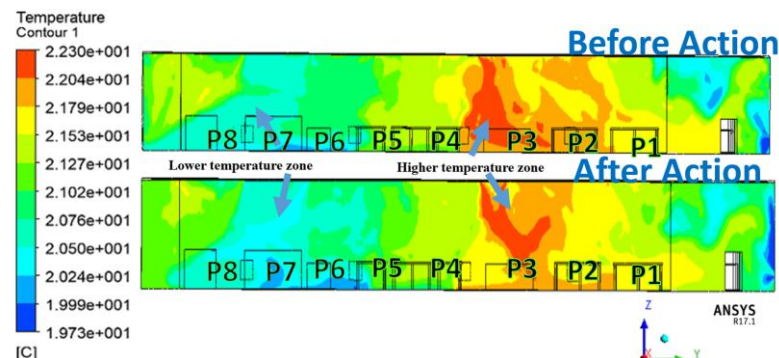 Temperature
Contour 1
2.230e+001
2.204e+001
2.179e+001
2.153e+001
2.127e+001
2.102e+001
2.076e+001
2.050e+001
2.024e+001
1.999e+001
1.973e+001
[C]
Before Action
P8 P7 P6 P5 P4 P3 P2 P1
Lower temperature zone
Higher temperature zone
After Action
P8 P7 P6 P5 P4 P3 P2 P1
ANSYS
R17.1
Z
X
Y